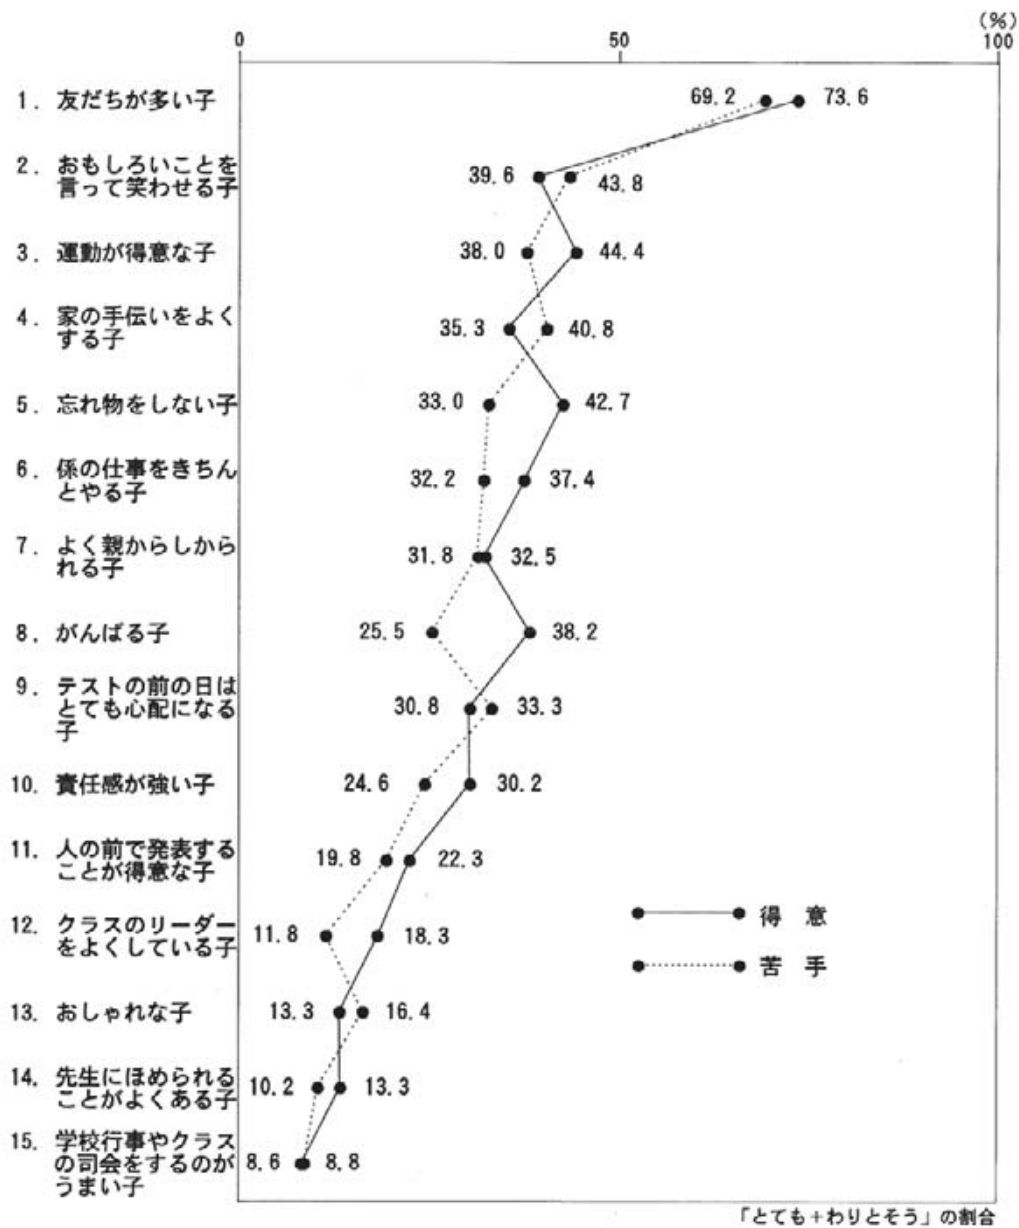 (%)
0 50 100
1. 友だちが多い子
69.2 73.6
2. おもしろいことを
言って笑わせる子
39.6 43.8
3. 運動が得意な子
38.0 44.4
4. 家の手伝いをよく
する子
35.3 40.8
5. 忘れ物をしない子
33.0 42.7
6. 係の仕事をきちん
とやる子
32.2 37.4
7. よく親からしから
れる子
31.8 32.5
8. がんばる子
25.5 38.2
9. テストの前の日は
とても心配になる
子
30.8 33.3
10. 責任感が強い子
24.6 30.2
11. 人の前で発表する
ことが得意な子
19.8 22.3
12. クラスのリーダー
をよくしている子
11.8 18.3
得意
苦手
13. おしゃれな子
13.3 16.4
14. 先生にほめられる
ことがよくある子
10.2 13.3
15. 学校行事やクラス
の司会をするのが
うまい子
8.6 8.8
「とても+わりとそう」の割合